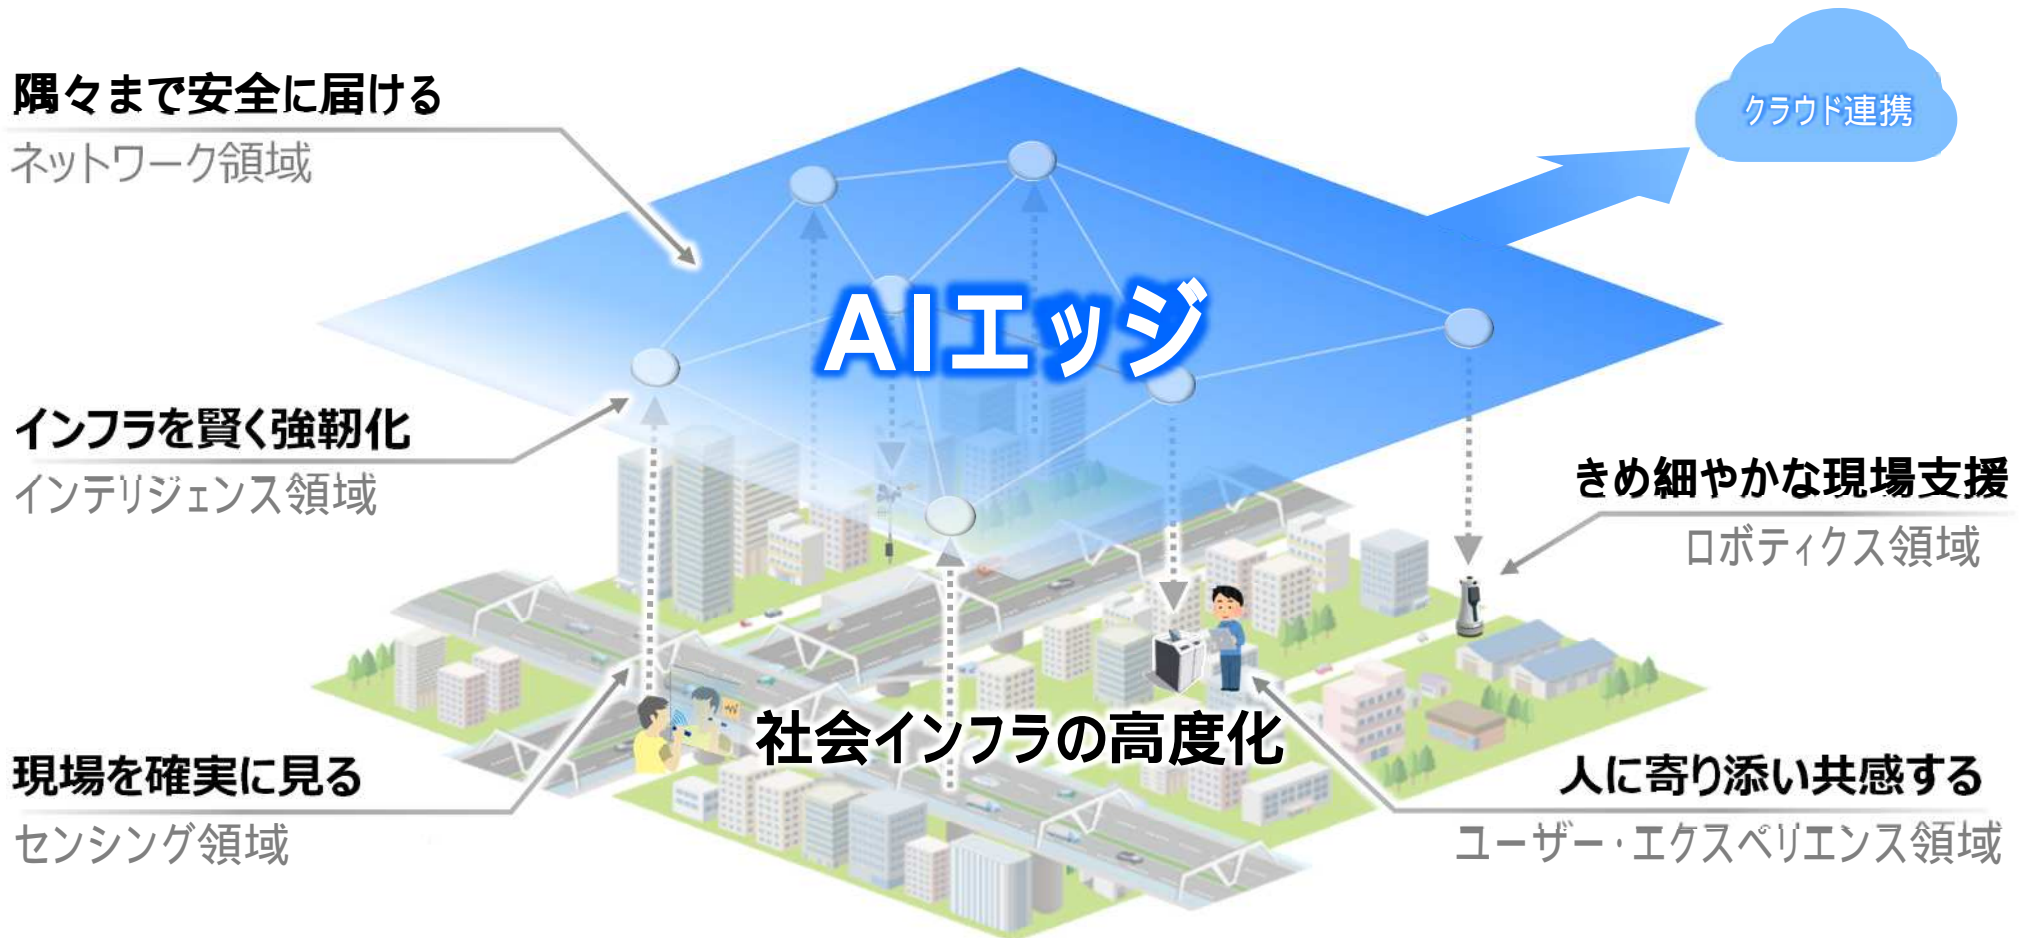 クラウド連携
隅々まで安全に届ける
ネットワーク領域
AIエッジ
インフラを賢く強靭化
インテリジェンス領域
きめ細やかな現場支援
ロボティクス領域
社会インフラの高度化
現場を確実に見る
センシング領域
人に寄り添い共感する
ユーザー・エクスペリエンス領域